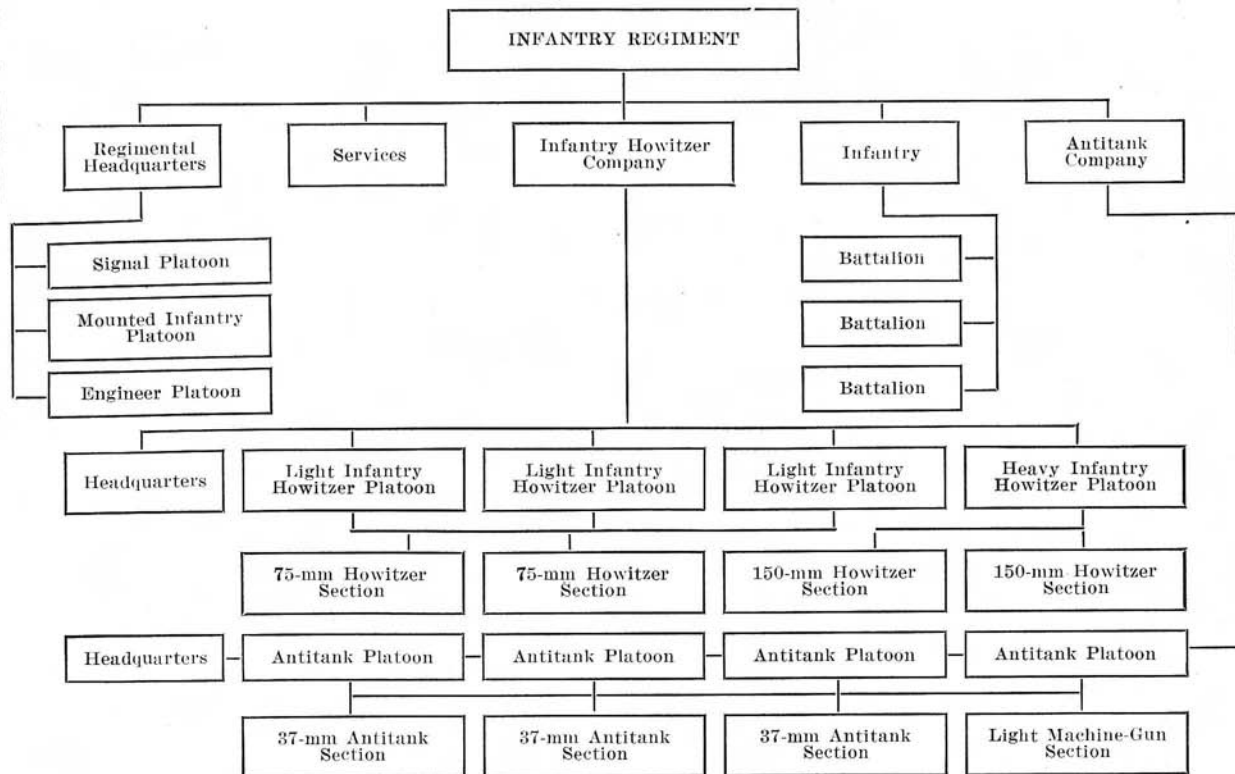 INFANTRY REGIMENT
Regimental
Headquarters
Services
Infantry Howitzer
Company
Infantry
Antitank
Company
Signal Platoon
Mounted Infantry
Platoon
Engineer Platoon
Battalion
Battalion
Battalion
Headquarters
Light Infantry
Howitzer Platoon
Light Infantry
Howitzer Platoon
Light Infantry
Howitzer Platoon
Heavy Infantry
Howitzer Platoon
75-mm Howitzer
Section
75-mm Howitzer
Section
150-mm Howitzer
Section
150-mm Howitzer
Section
Headquarters
Antitank Platoon
Antitank Platoon
Antitank Platoon
Antitank Platoon
37-mm Antitank
Section
37-mm Antitank
Section
37-mm Antitank
Section
Light Machine-Gun
Section